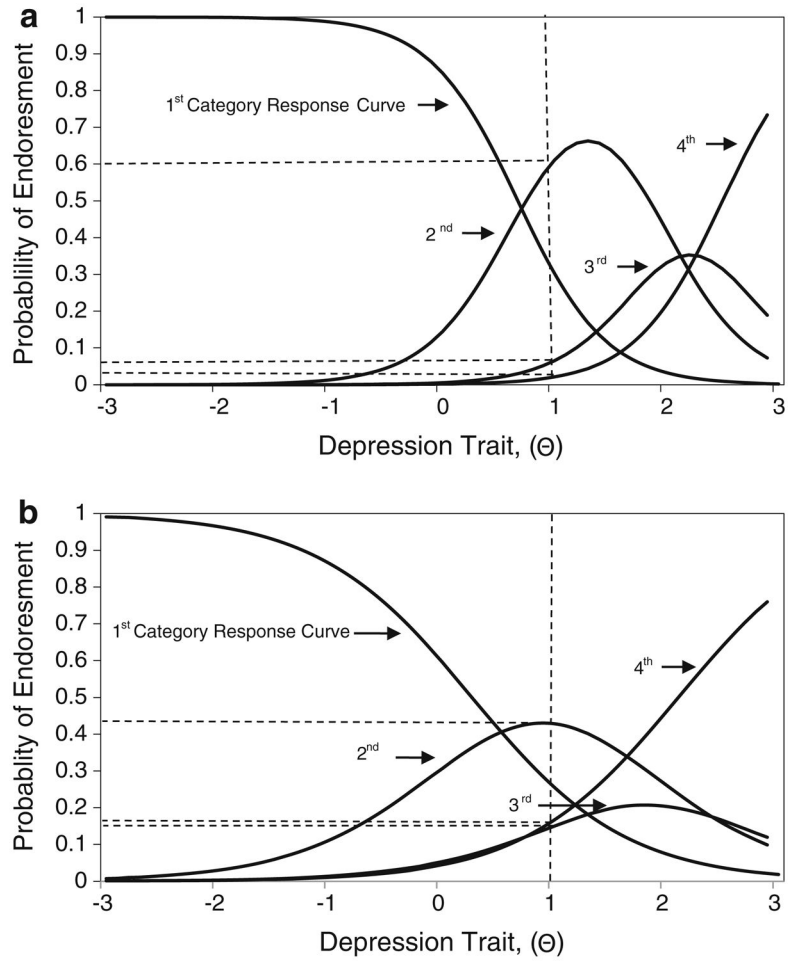 a
Probablility of Endoresment
1
0.9
0.8
0.7
0.6
0.5
0.4
0.3
0.2
0.1
0
1st Category Response Curve
2nd
3rd
4th
-3 -2 -1 0 1 2 3
Depression Trait, (Θ)
b
Probablity of Endoresment
1
0.9
0.8
0.7
0.6
0.5
0.4
0.3
0.2
0.1
0
1st Category Response Curve
4th
2nd
3rd
-3 -2 -1 0 1 2 3
Depression Trait, (Θ)